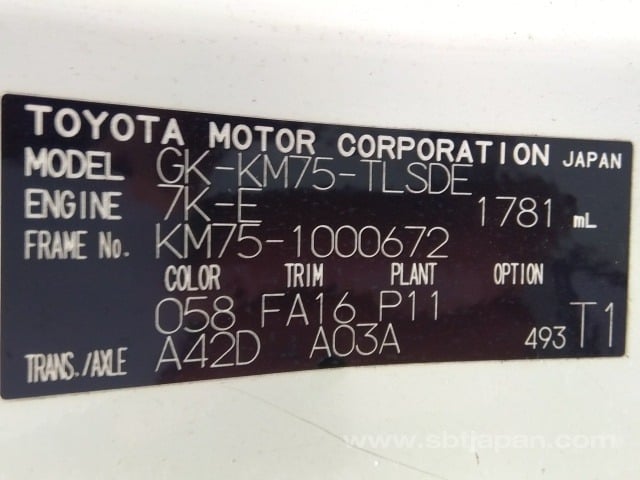 TOYOTA MOTOR CORPORATION JAPAN
MODEL GK-KM75-TLSDE
ENGINE 7K-E 1781 mL
FRAME No. KM75-1000672
COLOR TRIM PLANT OPTION
058 FA16 P11
TRANS./AXLE A42D A03A 493 T1
www.sbtjapan.com